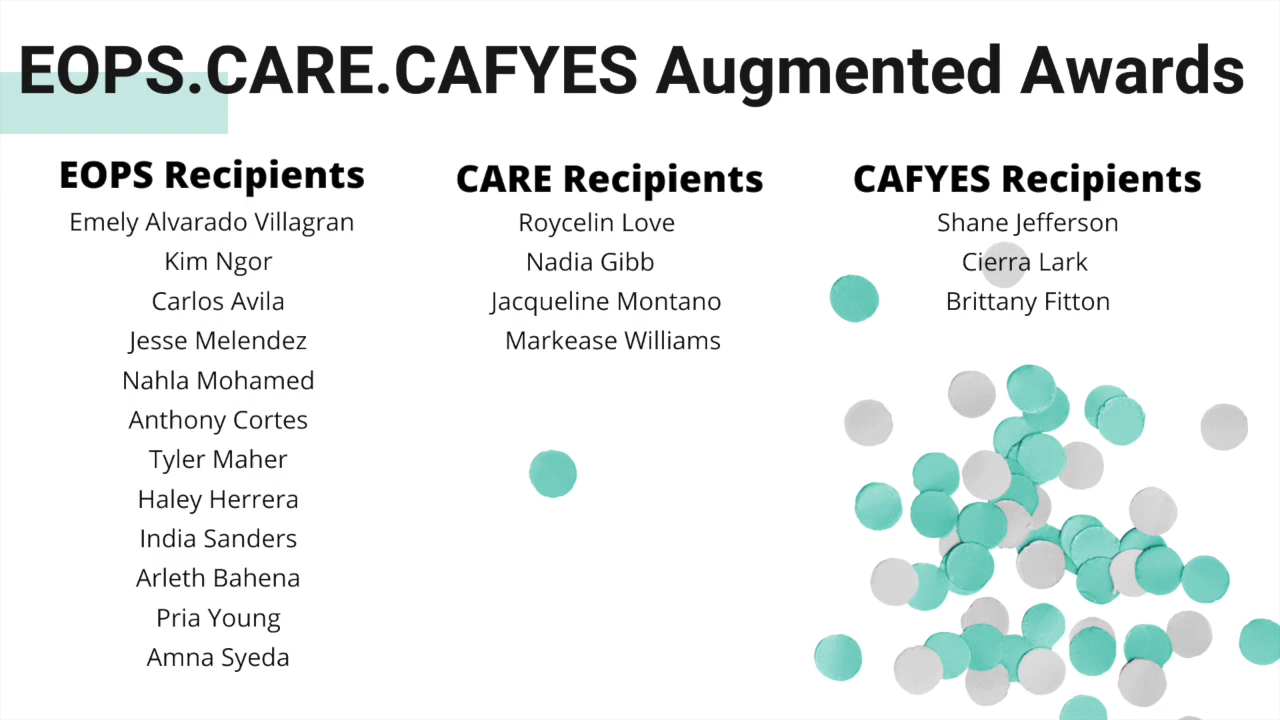 EOPS.CARE.CAFYES Augmented Awards
EOPS Recipients
Emely Alvarado Villagran
Kim Ngor
Carlos Avila
Jesse Melendez
Nahla Mohamed
Anthony Cortes
Tyler Maher
Haley Herrera
India Sanders
Arleth Bahena
Pria Young
Amna Syeda
CARE Recipients
Roycelin Love
Nadia Gibb
Jacqueline Montano
Markease Williams
CAFYES Recipients
Shane Jefferson
Cierra Lark
Brittany Fitton